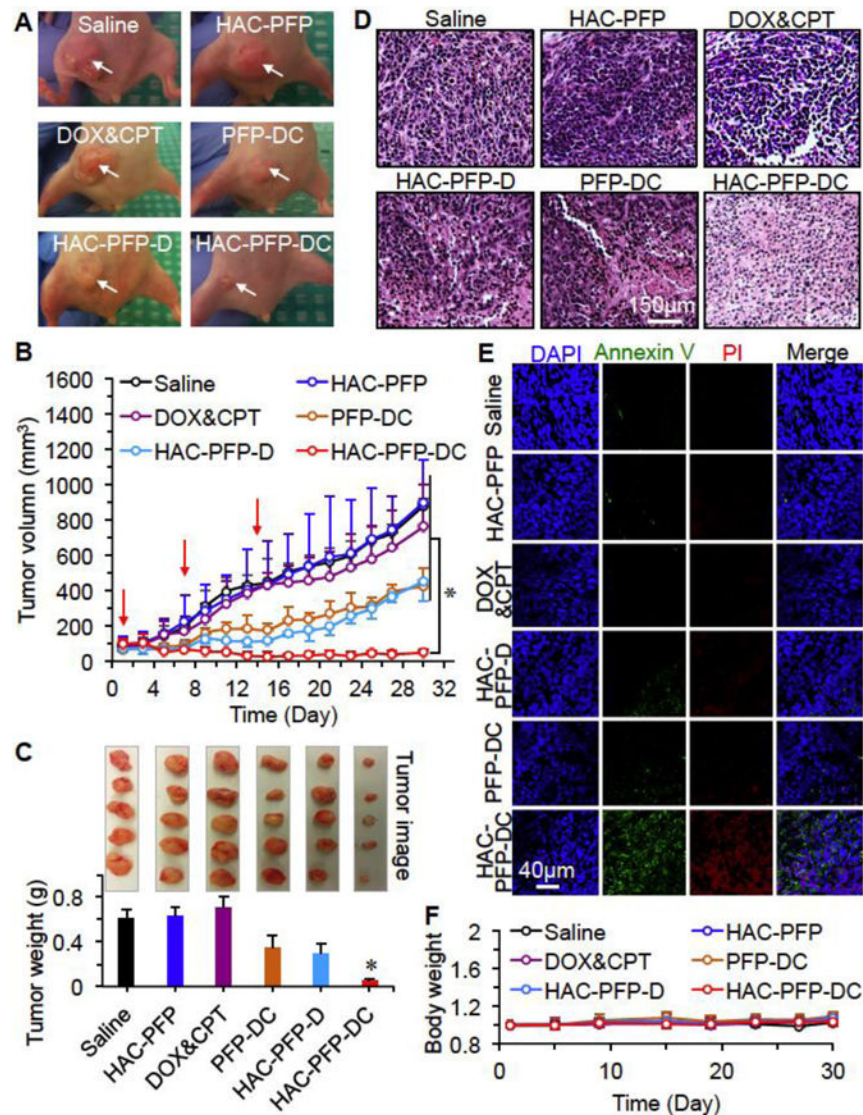 A
Saline
HAC-PFP
DOX&CPT
PFP-DC
HAC-PFP-D
HAC-PFP-DC
B
Tumor volumn (mm³)
1600
1400
1200
1000
800
600
400
200
0
Saline
HAC-PFP
DOX&CPT
PFP-DC
HAC-PFP-D
HAC-PFP-DC
*
0 4 8 12 16 20 24 28 32
Time (Day)
C
Tumor image
Tumor weight (g)
0.8
0.4
0
*
Saline
HAC-PFP
DOX&CPT
PFP-DC
HAC-PFP-D
HAC-PFP-DC
D
Saline
HAC-PFP
DOX&CPT
HAC-PFP-D
PFP-DC
HAC-PFP-DC
150μm
E
DAPI Annexin V PI Merge
Saline
HAC-PFP
DOX
&CPT
HAC-
PFP-D
PFP-DC
HAC-
PFP-DC
40μm
F
Body weight
2
1.6
1.2
0.8
Saline
HAC-PFP
DOX&CPT
PFP-DC
HAC-PFP-D
HAC-PFP-DC
0 10 20 30
Time (Day)